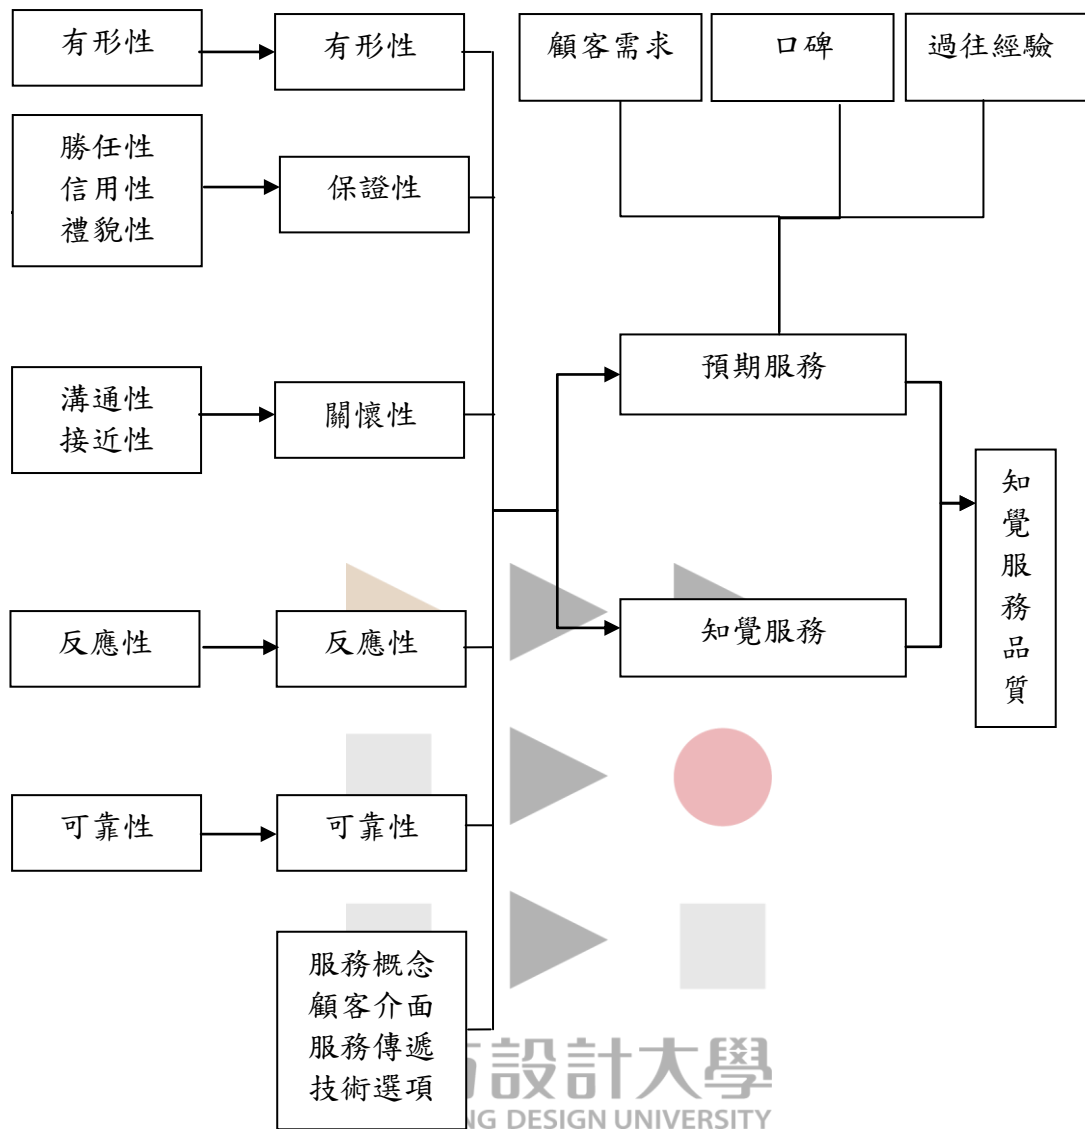 有形性
有形性
顧客需求
口碑
過往經驗
勝任性
信用性
禮貌性
保證性
溝通性
接近性
關懷性
預期服務
知覺服務
知
覺
服
務
品
質
反應性
反應性
可靠性
可靠性
服務概念
顧客介面
服務傳遞
技術選項
設計大學
DESIGN UNIVERSITY